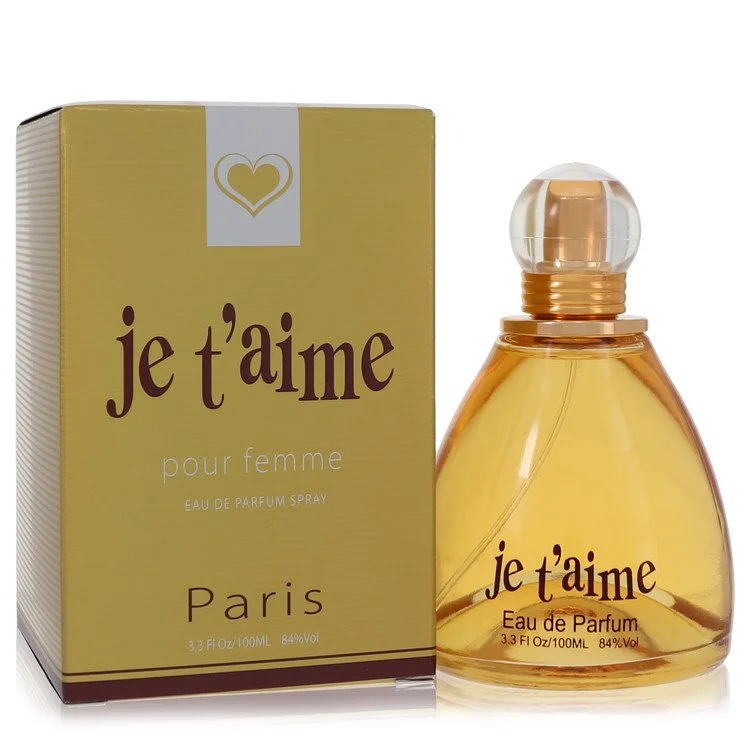 je t'aime
pour femme
EAU DE PARFUM SPRAY
Paris
3.3 Fl Oz/100ML 84%Vol
je t'aime
Eau de Parfum
3.3 Fl Oz/100ML 84%Vol